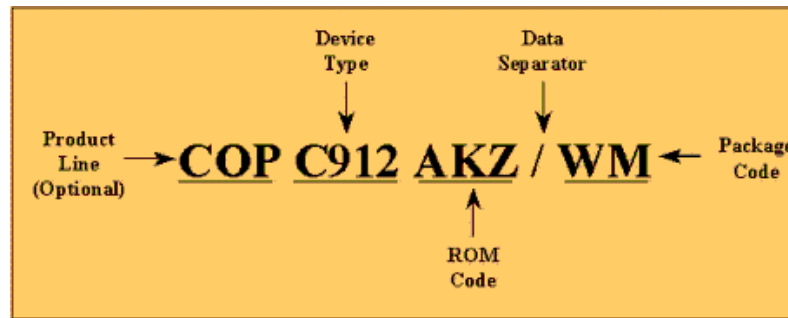 Device
Type
Data
Separator
Product
Line
(Optional)
COP C912 AKZ / WM
Package
Code
ROM
Code